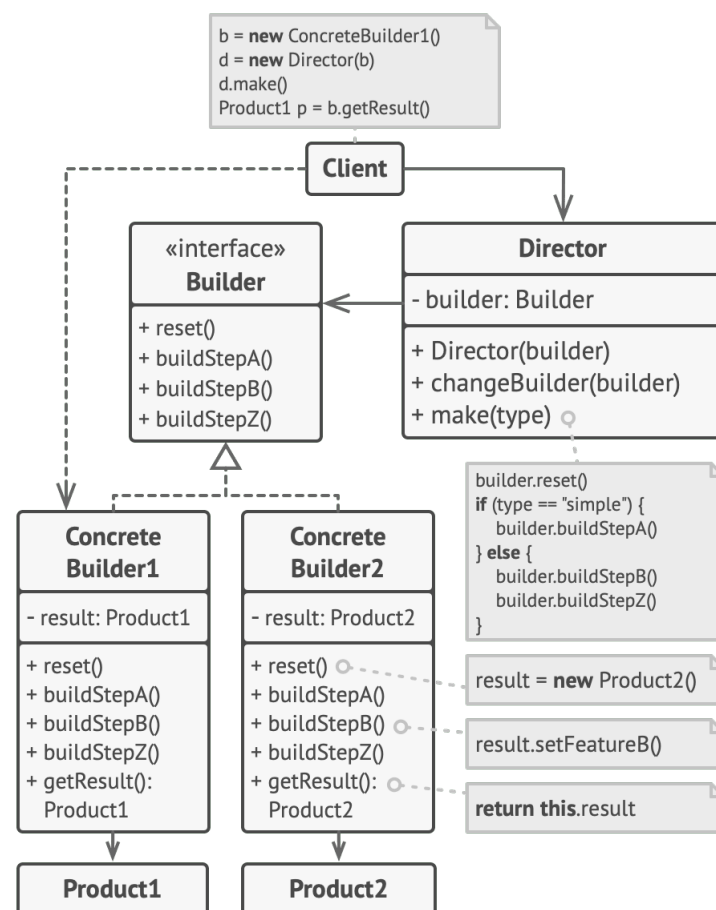 b = new ConcreteBuilder1()
d = new Director(b)
d.make()
Product1 p = b.getResult()
Client
«interface»
Builder
+ reset()
+ buildStepA()
+ buildStepB()
+ buildStepZ()
Director
- builder: Builder
+ Director(builder)
+ changeBuilder(builder)
+ make(type)
builder.reset()
if (type == "simple") {
builder.buildStepA()
} else {
builder.buildStepB()
builder.buildStepZ()
}
Concrete
Builder1
- result: Product1
+ reset()
+ buildStepA()
+ buildStepB()
+ buildStepZ()
+ getResult():
Product1
Concrete
Builder2
- result: Product2
+ reset()
+ buildStepA()
+ buildStepB()
+ buildStepZ()
+ getResult():
Product2
result = new Product2()
result.setFeatureB()
return this.result
Product1
Product2